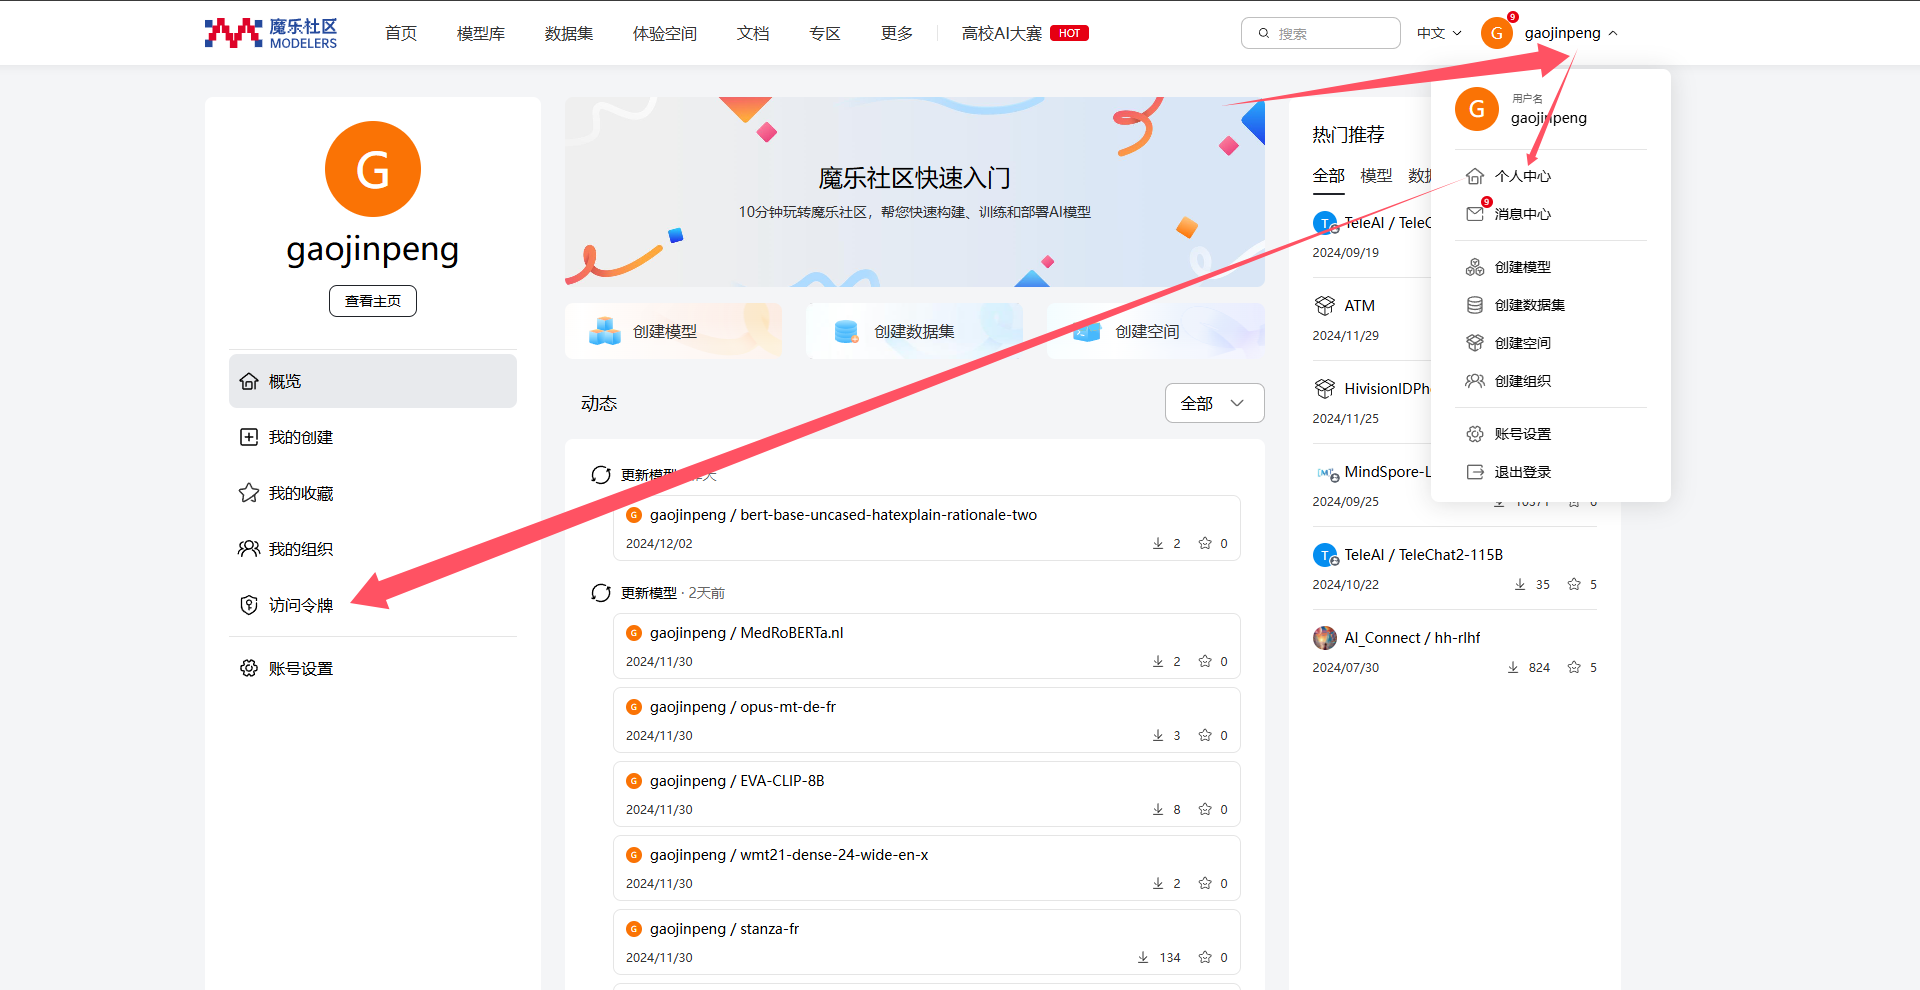 魔乐社区
MODELERS
首页
模型库
数据集
体验空间
文档
专区
更多
高校AI大赛
HOT
搜索
中文
G
9
gaojinpeng
G
gaojinpeng
查看主页
概览
我的创建
我的收藏
我的组织
访问令牌
账号设置
魔乐社区快速入门
10分钟玩转魔乐社区，帮您快速构建、训练和部署AI模型
创建模型
创建数据集
创建空间
动态
全部
更新模型
天
G gaojinpeng / bert-base-uncased-hatexplain-rationale-two
2024/12/02 2 0
更新模型 · 2天前
G gaojinpeng / MedRoBERTa.nl
2024/11/30 2 0
G gaojinpeng / opus-mt-de-fr
2024/11/30 3 0
G gaojinpeng / EVA-CLIP-8B
2024/11/30 8 0
G gaojinpeng / wmt21-dense-24-wide-en-x
2024/11/30 2 0
G gaojinpeng / stanza-fr
2024/11/30 134 0
热门推荐
全部 模型 数据
T TeleAI / TeleC
2024/09/19
ATM
2024/11/29
HivisionIDPh
2024/11/25
MindSpore-L
2024/09/25 10371 6
T TeleAI / TeleChat2-115B
2024/10/22 35 5
AI_Connect / hh-rlhf
2024/07/30 824 5
G
用户名
gaojinpeng
个人中心
9
消息中心
创建模型
创建数据集
创建空间
创建组织
账号设置
退出登录